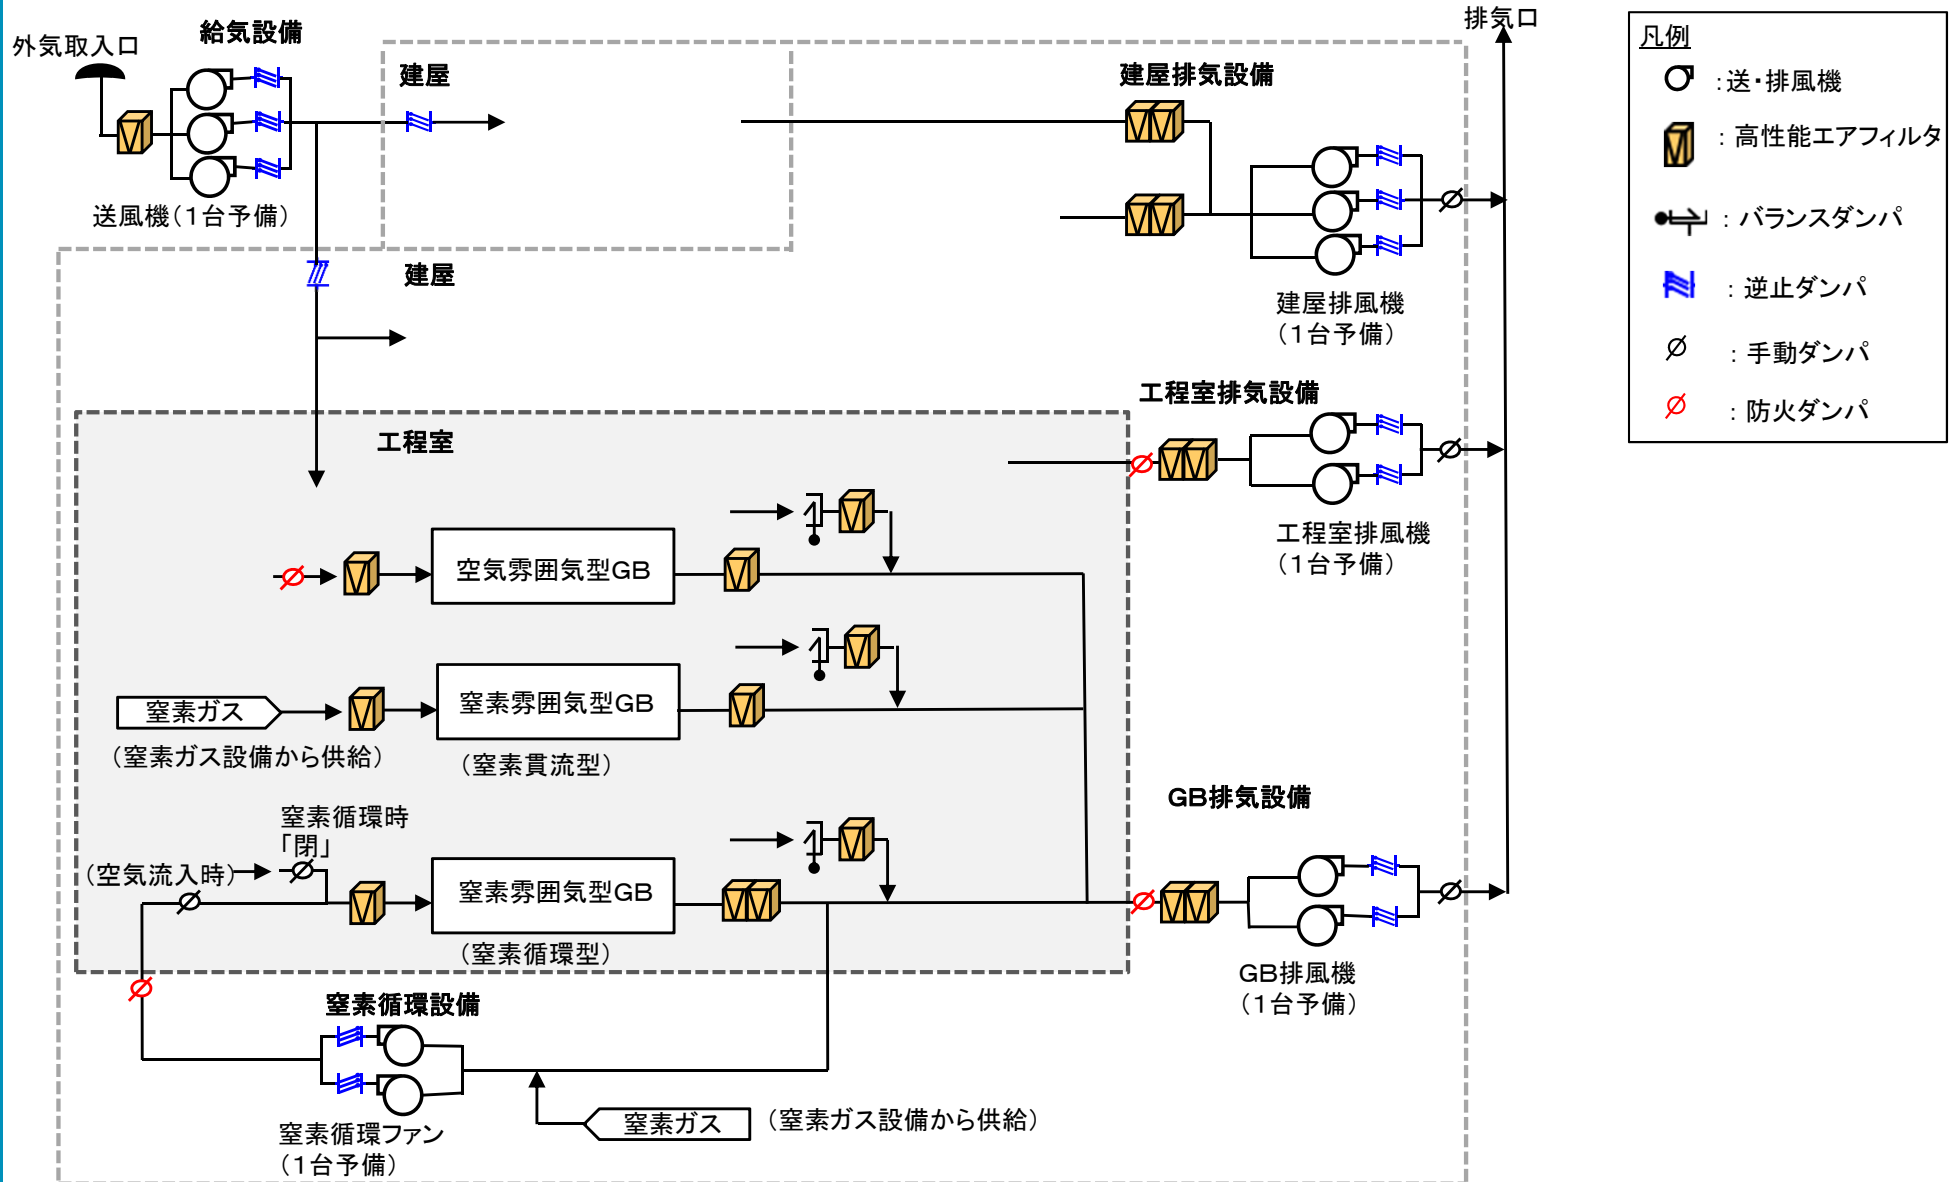 外気取入口
給気設備
送風機(1台予備)
建屋
建屋
建屋排気設備
排気口
建屋排風機
(1台予備)
工程室排気設備
工程室排風機
(1台予備)
工程室
空気雰囲気型GB
窒素ガス
(窒素ガス設備から供給)
窒素雰囲気型GB
(窒素貫流型)
窒素循環時
「閉」
(空気流入時)
窒素雰囲気型GB
(窒素循環型)
GB排気設備
GB排風機
(1台予備)
窒素循環設備
窒素循環ファン
(1台予備)
窒素ガス
(窒素ガス設備から供給)
凡例
:送・排風機
:高性能エアフィルタ
:バランスダンパ
:逆止ダンパ
:手動ダンパ
:防火ダンパ